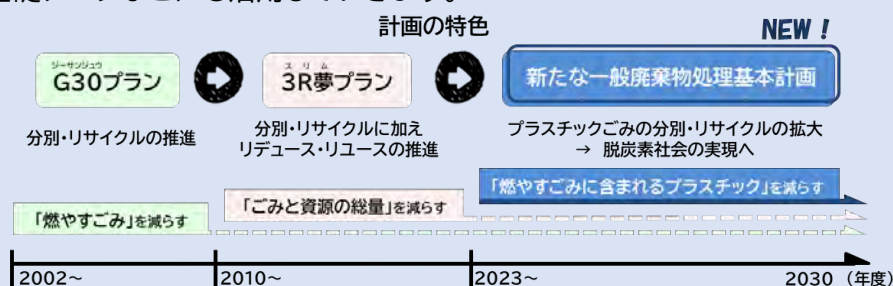 計画の特色
NEW！
ジーサンジュウ
G30プラン
スリム
3R夢プラン
新たな一般廃棄物処理基本計画
分別・リサイクルの推進
分別・リサイクルに加え
リデュース・リユースの推進
プラスチックごみの分別・リサイクルの拡大
→ 脱炭素社会の実現へ
「燃やすごみ」を減らす
「ごみと資源の総量」を減らす
「燃やすごみに含まれるプラスチック」を減らす
2002～
2010～
2023～
2030（年度）